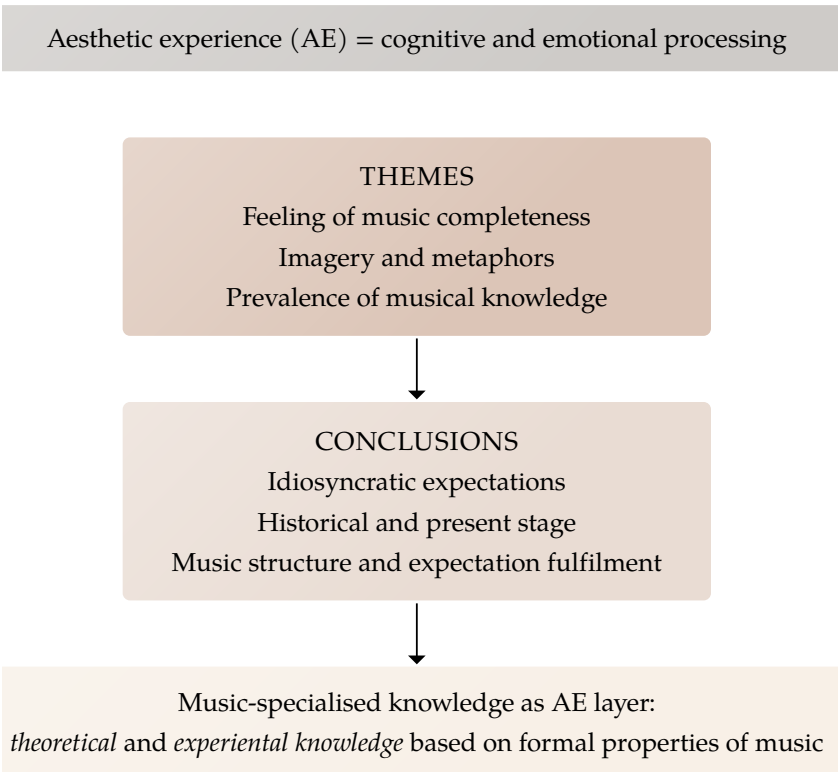 Aesthetic experience (AE) = cognitive and emotional processing
THEMES
Feeling of music completeness
Imagery and metaphors
Prevalence of musical knowledge
CONCLUSIONS
Idiosyncratic expectations
Historical and present stage
Music structure and expectation fulfilment
Music-specialised knowledge as AE layer:
theoretical and experiental knowledge based on formal properties of music